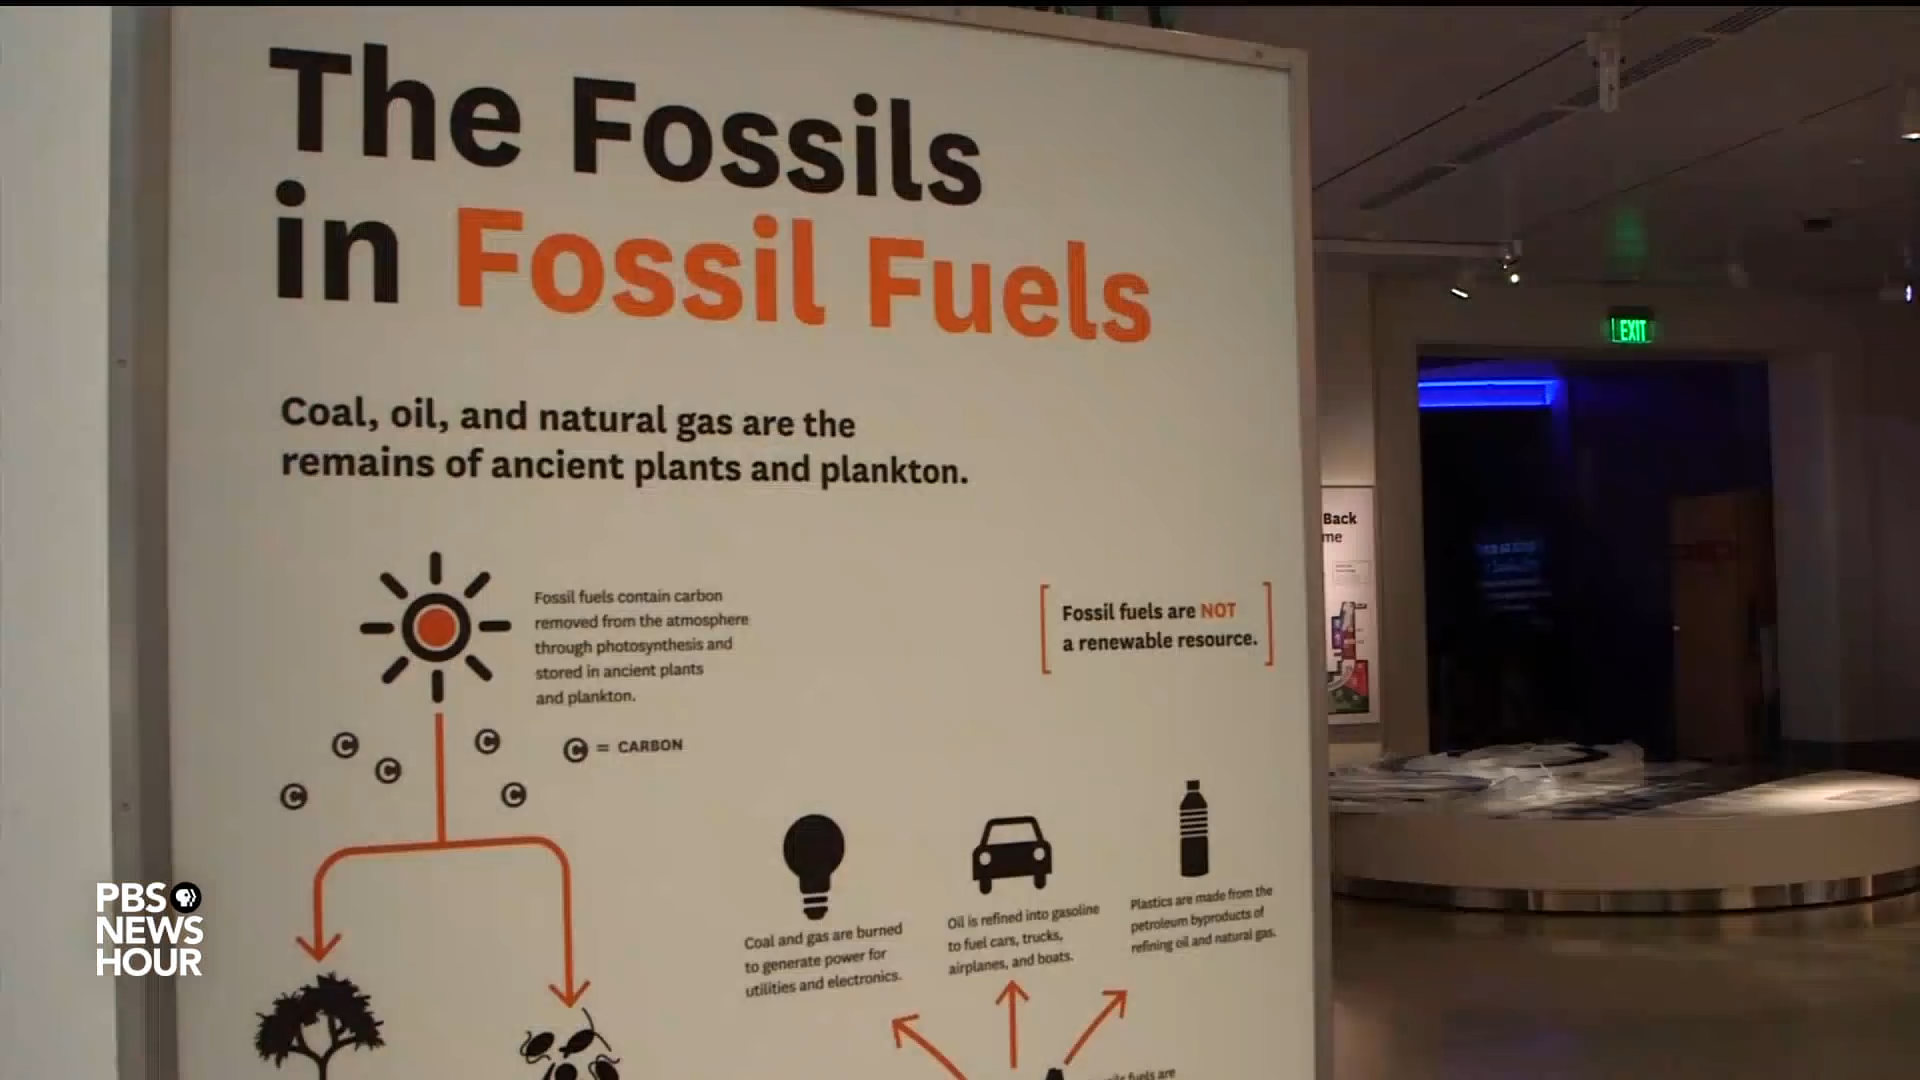 The Fossils
in Fossil Fuels
Coal, oil, and natural gas are the
remains of ancient plants and plankton.
Fossil fuels contain carbon
removed from the atmosphere
through photosynthesis and
stored in ancient plants
and plankton.
Fossil fuels are NOT
a renewable resource.
C
C
C
C
C
C = CARBON
Coal and gas are burned
to generate power for
utilities and electronics.
Oil is refined into gasoline
to fuel cars, trucks,
airplanes, and boats.
Plastics are made from the
petroleum byproducts of
refining oil and natural gas.
fuels are
EXIT
Back
me
PBS
NEWS
HOUR